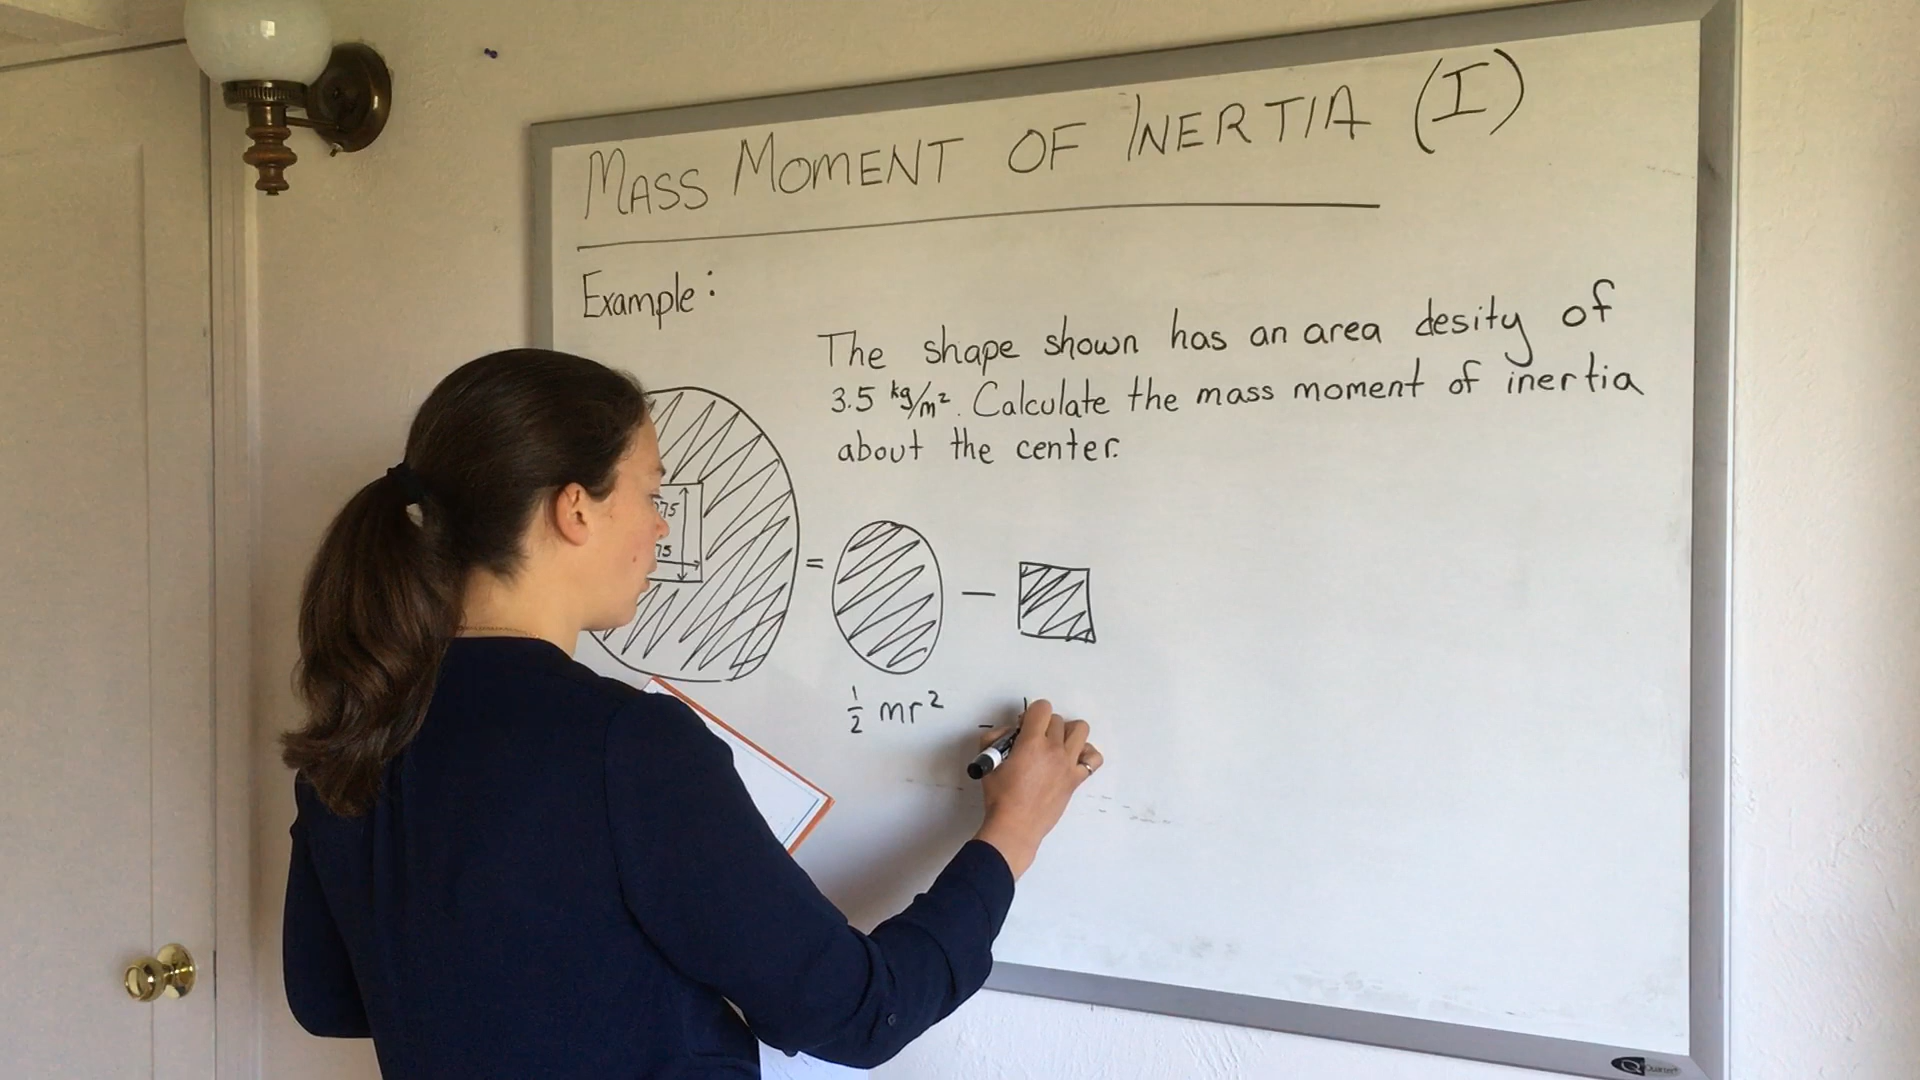 MASS MOMENT OF INERTIA (I)
Example:
The shape shown has an area desity of
3.5 kg/m². Calculate the mass moment of inertia
about the center.
.75
75
=
−
1/2 mr²
−
Quartet